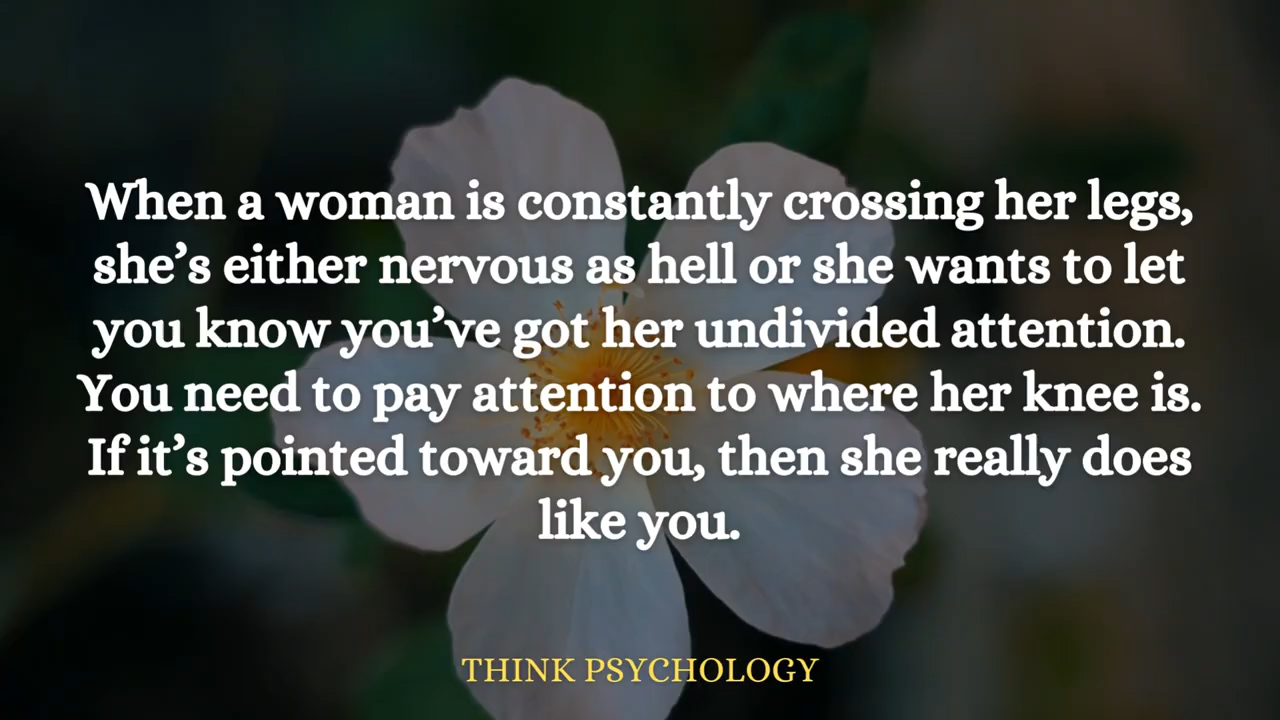 When a woman is constantly crossing her legs,
she's either nervous as hell or she wants to let
you know you've got her undivided attention.
You need to pay attention to where her knee is.
If it's pointed toward you, then she really does
like you.
THINK PSYCHOLOGY